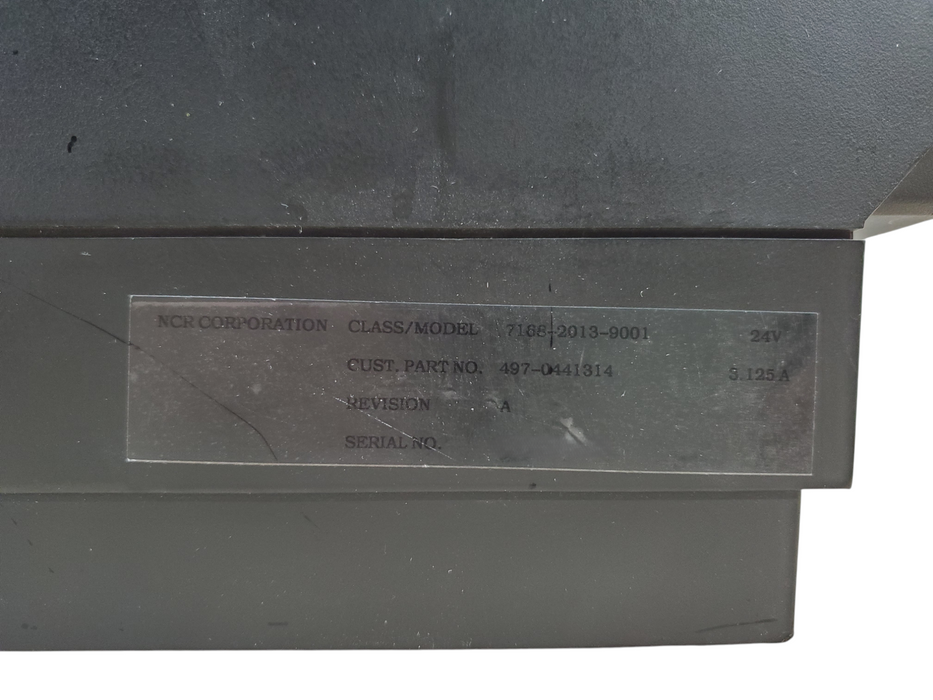 NCR CORPORATION CLASS/MODEL 7168-2013-9001 24V
CUST. PART NO. 497-0441314 3.125 A
REVISION A
SERIAL NO.